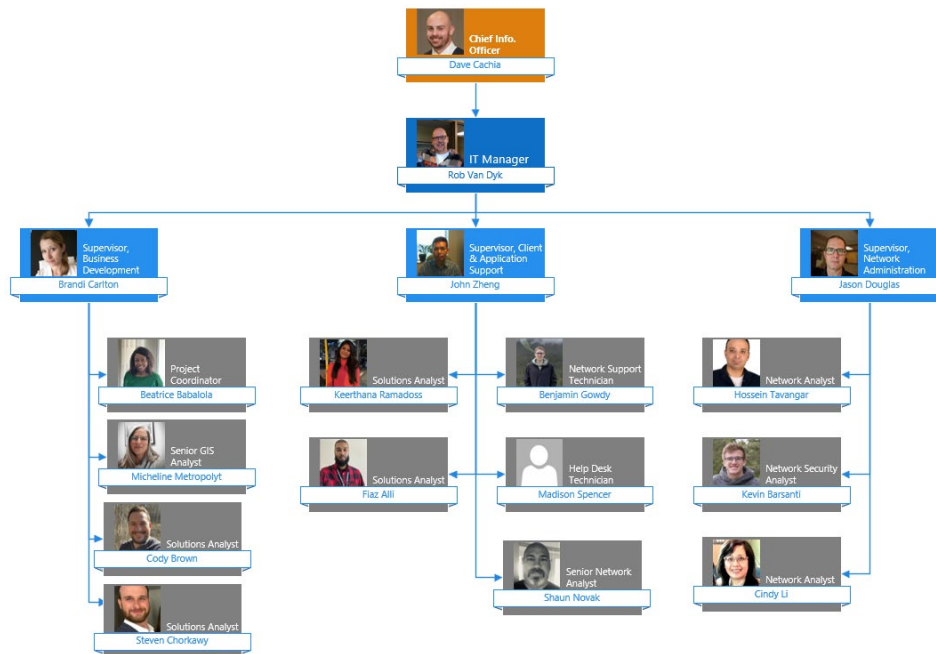 Chief Info.
Officer
Dave Cachia
IT Manager
Rob Van Dyk
Supervisor,
Business
Development
Brandi Carlton
Supervisor, Client
& Application
Support
John Zheng
Supervisor,
Network
Administration
Jason Douglas
Project
Coordinator
Beatrice Babalola
Senior GIS
Analyst
Micheline Metropolyt
Solutions Analyst
Cody Brown
Solutions Analyst
Steven Chorkawy
Solutions Analyst
Keerthana Ramadoss
Network Support
Technician
Benjamin Gowdy
Solutions Analyst
Fiaz Alli
Help Desk
Technician
Madison Spencer
Senior Network
Analyst
Shaun Novak
Network Analyst
Hossein Tavangar
Network Security
Analyst
Kevin Barsanti
Network Analyst
Cindy Li